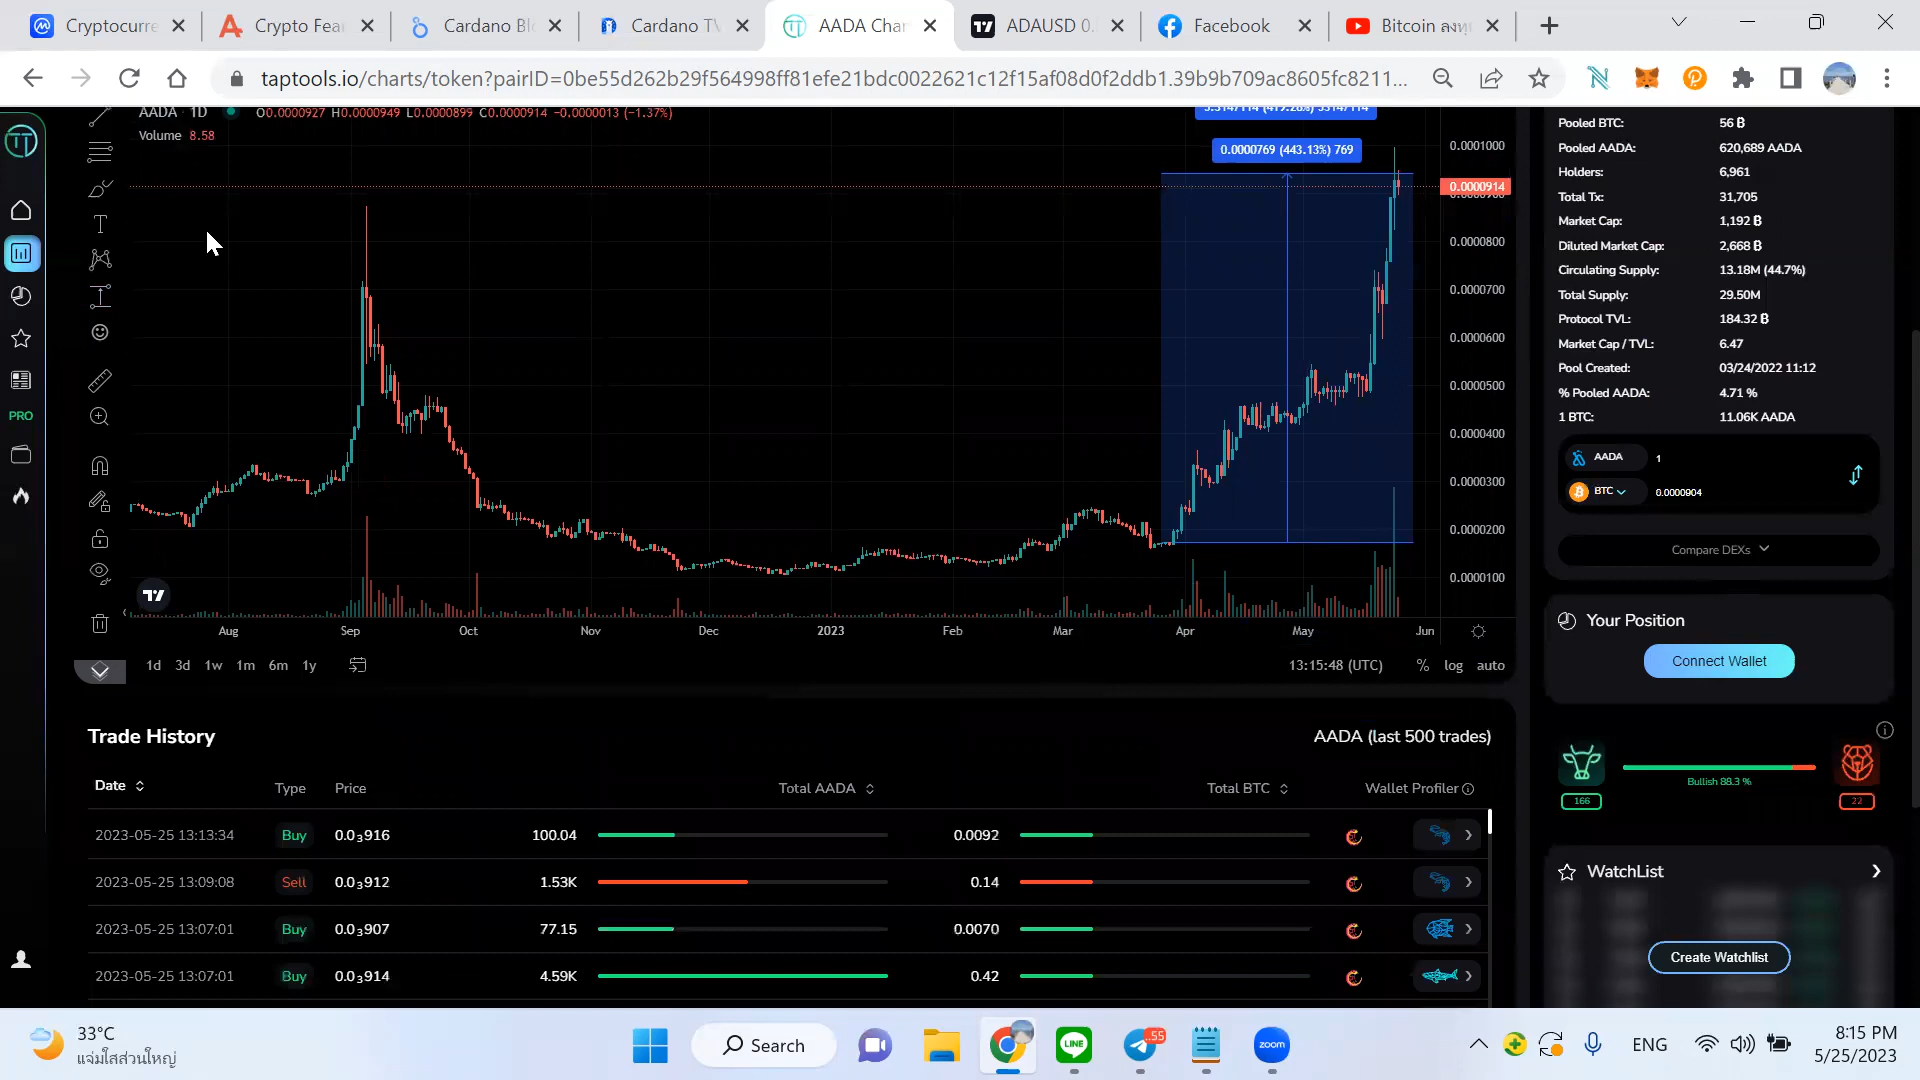 Cryptocurre
Crypto Fea
Cardano Bl
Cardano TV
AADA Char
ADAUSD 0.
Facebook
Bitcoin ลงทุ
taptools.io/charts/token?pairID=0be55d262b29f564998ff81efe21bdc0022621c12f15af08d0f2ddb1.39b9b709ac8605fc8211...
AADA 1D O0.0000927 H0.0000949 L0.0000899 C0.0000914 −0.0000013 (−1.37%)
Volume 8.58
0.0000769 (443.13%) 769
0.0001000
0.0000914
0.0000800
0.0000700
0.0000600
0.0000500
0.0000400
0.0000300
0.0000200
0.0000100
Aug Sep Oct Nov Dec 2023 Feb Mar Apr May Jun
1d 3d 1w 1m 6m 1y
13:15:48 (UTC) % log auto
PRO
Trade History
AADA (last 500 trades)
Date Type Price Total AADA Total BTC Wallet Profiler
2023-05-25 13:13:34 Buy 0.0₃916 100.04 0.0092
2023-05-25 13:09:08 Sell 0.0₃912 1.53K 0.14
2023-05-25 13:07:01 Buy 0.0₃907 77.15 0.0070
2023-05-25 13:07:01 Buy 0.0₃914 4.59K 0.42
Pooled BTC: 56 ₿
Pooled AADA: 620,689 AADA
Holders: 6,961
Total Tx: 31,705
Market Cap: 1,192 ₿
Diluted Market Cap: 2,668 ₿
Circulating Supply: 13.18M (44.7%)
Total Supply: 29.50M
Protocol TVL: 184.32 ₿
Market Cap / TVL: 6.47
Pool Created: 03/24/2022 11:12
% Pooled AADA: 4.71 %
1 BTC: 11.06K AADA
AADA 1
BTC 0.0000904
Compare DEXs
Your Position
Connect Wallet
Bullish 88.3 %
166
22
WatchList
Create Watchlist
33°C
แจ่มใสส่วนใหญ่
Search
LINE
55
zoom
ENG
8:15 PM
5/25/2023